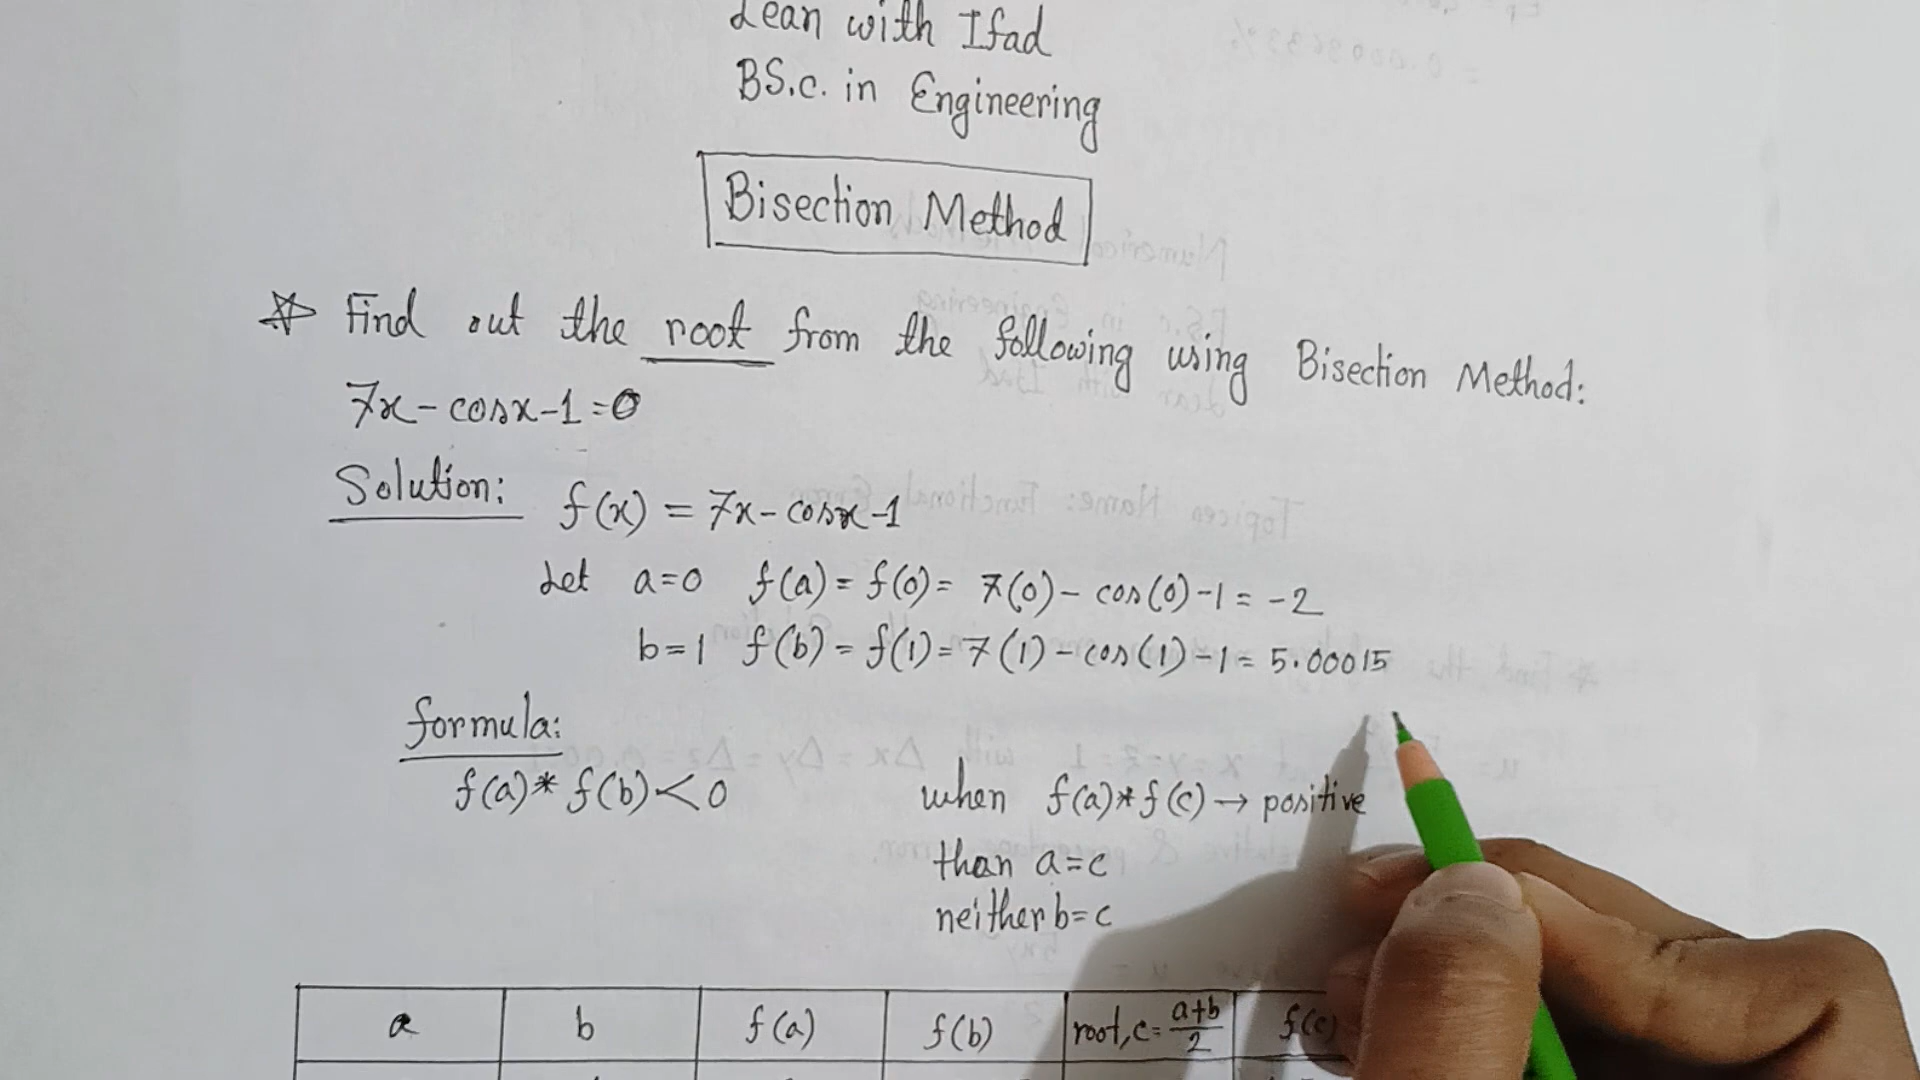 Lean with Ifad
BS.c. in Engineering
Bisection Method
Find out the root from the following using Bisection Method:
7x-cosx-1=0
Solution: f(x) = 7x-cosx-1
Let a=0 f(a) = f(0) = 7(0) - cos(0) -1 = -2
b=1 f(b) = f(1) = 7(1) - cos(1) -1 = 5.00015
formula:
f(a)* f(b)<0
when f(a)*f(c) → positive
than a=c
neither b=c
a b f(a) f(b) root,c= a+b/2 f(c)